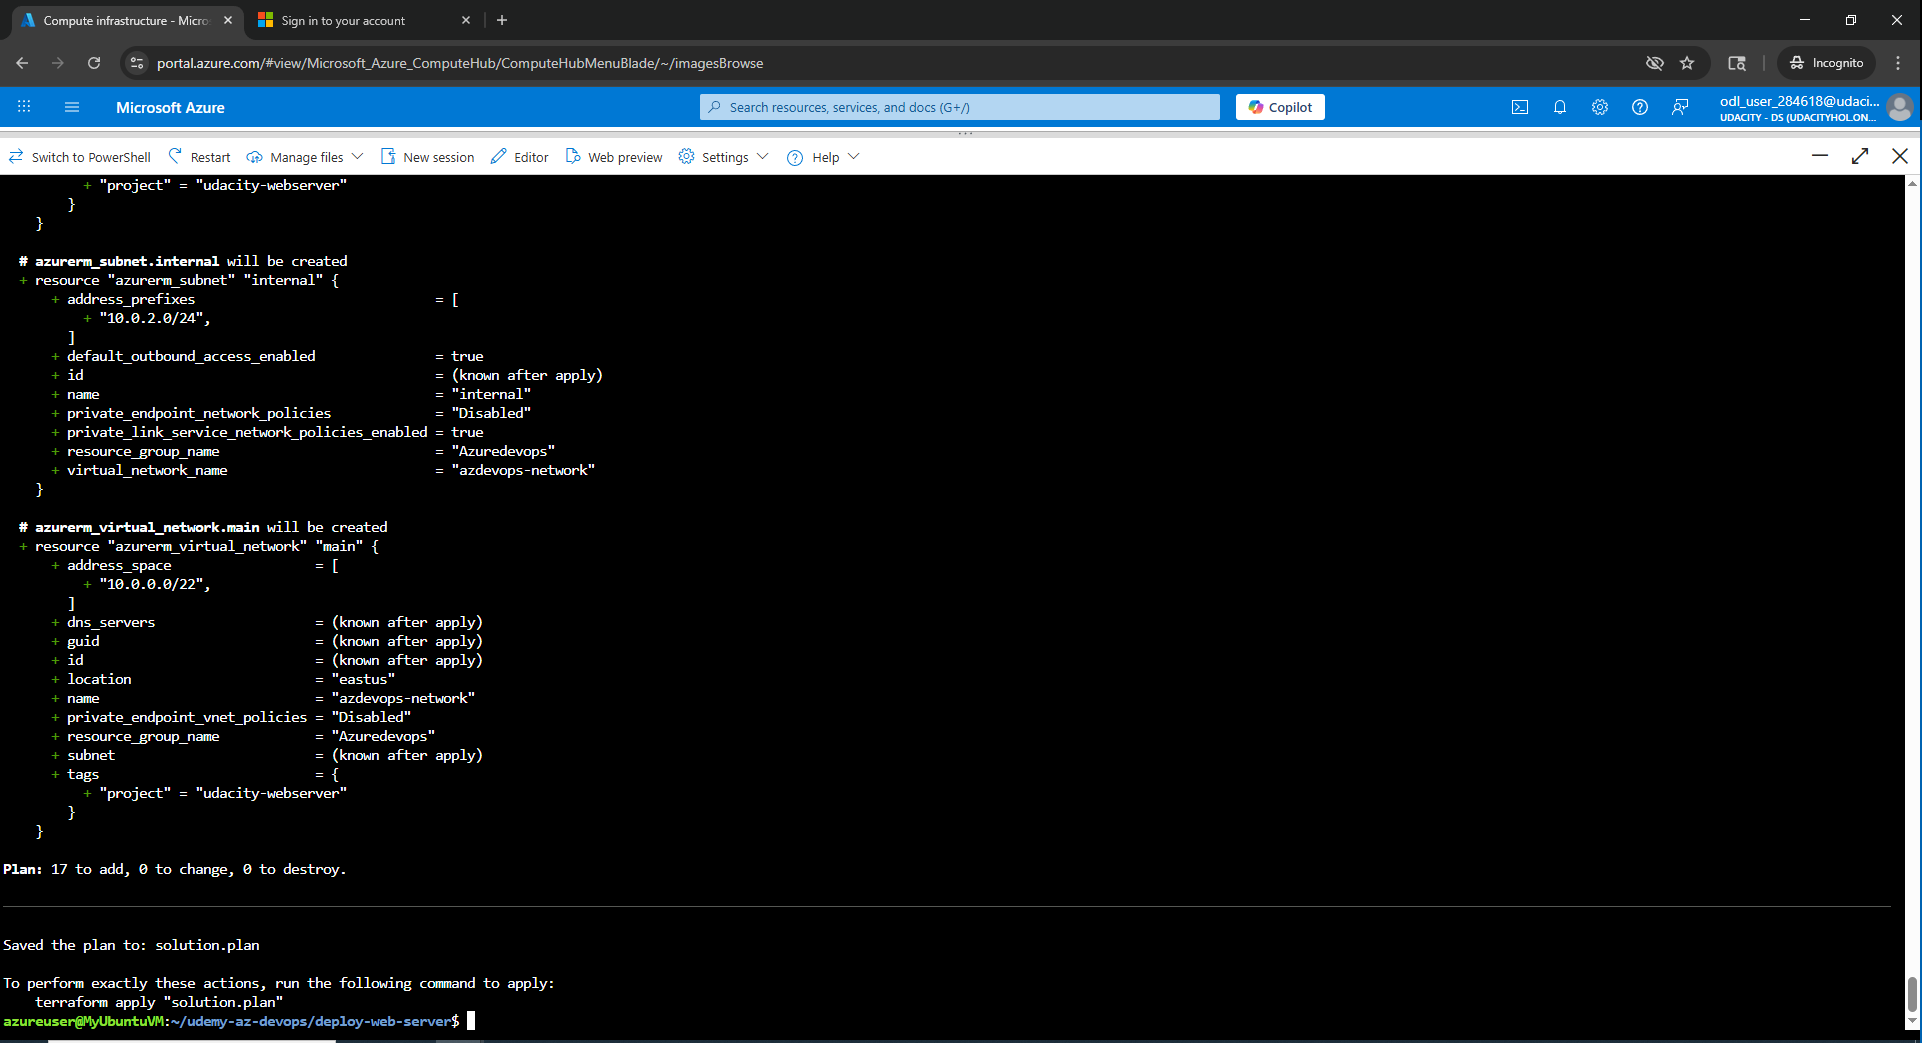 Compute infrastructure - Micro
Sign in to your account
portal.azure.com/#view/Microsoft_Azure_ComputeHub/ComputeHubMenuBlade/~/imagesBrowse
Incognito
Microsoft Azure
Search resources, services, and docs (G+/)
Copilot
odl_user_284618@udaci...
UDACITY - DS (UDACITYHOL.ON...
Switch to PowerShell Restart Manage files New session Editor Web preview Settings Help
+ "project" = "udacity-webserver"
}
}
# azurerm_subnet.internal will be created
+ resource "azurerm_subnet" "internal" {
+ address_prefixes = [
+ "10.0.2.0/24",
]
+ default_outbound_access_enabled = true
+ id = (known after apply)
+ name = "internal"
+ private_endpoint_network_policies = "Disabled"
+ private_link_service_network_policies_enabled = true
+ resource_group_name = "Azuredevops"
+ virtual_network_name = "azdevops-network"
}
# azurerm_virtual_network.main will be created
+ resource "azurerm_virtual_network" "main" {
+ address_space = [
+ "10.0.0.0/22",
]
+ dns_servers = (known after apply)
+ guid = (known after apply)
+ id = (known after apply)
+ location = "eastus"
+ name = "azdevops-network"
+ private_endpoint_vnet_policies = "Disabled"
+ resource_group_name = "Azuredevops"
+ subnet = (known after apply)
+ tags = {
+ "project" = "udacity-webserver"
}
}
Plan: 17 to add, 0 to change, 0 to destroy.
Saved the plan to: solution.plan
To perform exactly these actions, run the following command to apply:
terraform apply "solution.plan"
azureuser@MyUbuntuVM:~/udemy-az-devops/deploy-web-server$